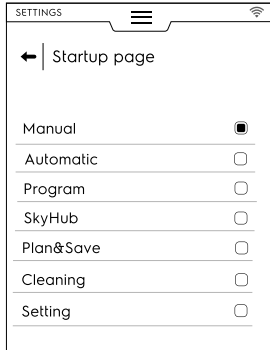 SETTINGS
Startup page
Manual
Automatic
Program
SkyHub
Plan&Save
Cleaning
Setting